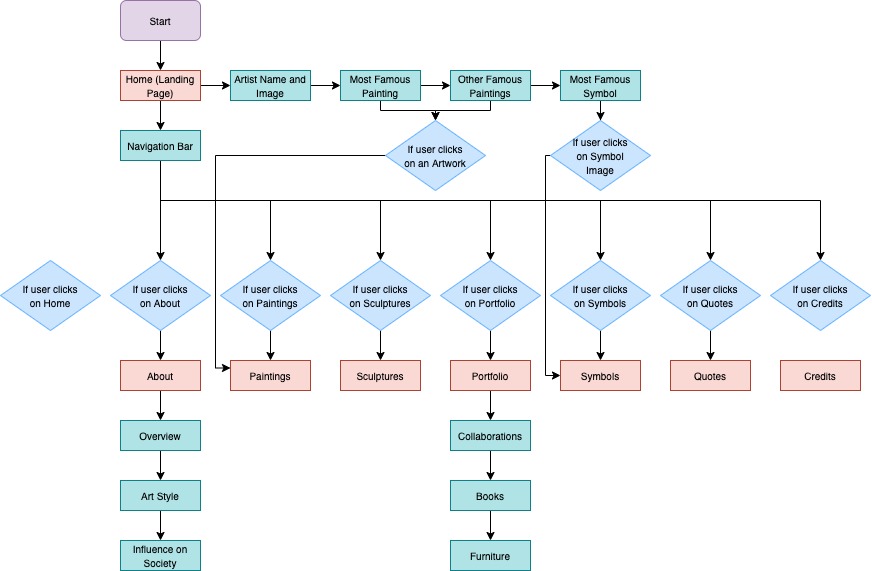 Start
Home (Landing
Page)
Artist Name and
Image
Most Famous
Painting
Other Famous
Paintings
Most Famous
Symbol
Navigation Bar
If user clicks
on an Artwork
If user clicks
on Symbol
Image
If user clicks
on Home
If user clicks
on About
If user clicks
on Paintings
If user clicks
on Sculptures
If user clicks
on Portfolio
If user clicks
on Symbols
If user clicks
on Quotes
If user clicks
on Credits
About
Paintings
Sculptures
Portfolio
Symbols
Quotes
Credits
Overview
Collaborations
Art Style
Books
Influence on
Society
Furniture